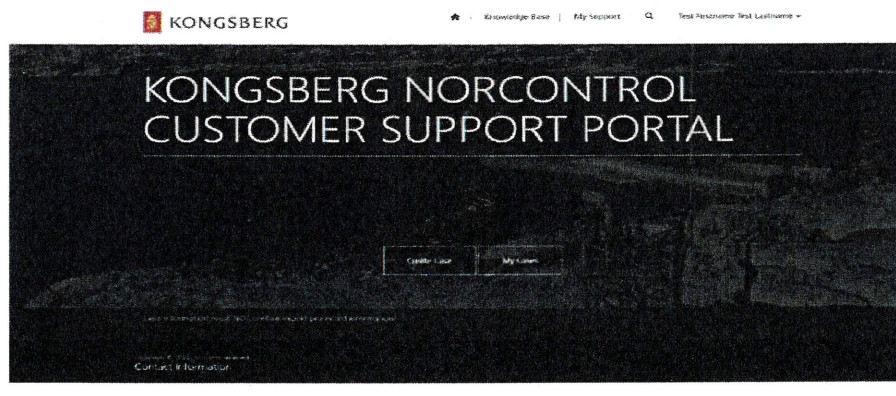 KONGSBERG
Knowledge Base | My Support Test Firstname Test Lastname
KONGSBERG NORCONTROL
CUSTOMER SUPPORT PORTAL
Create Case My Cases
Contact Information